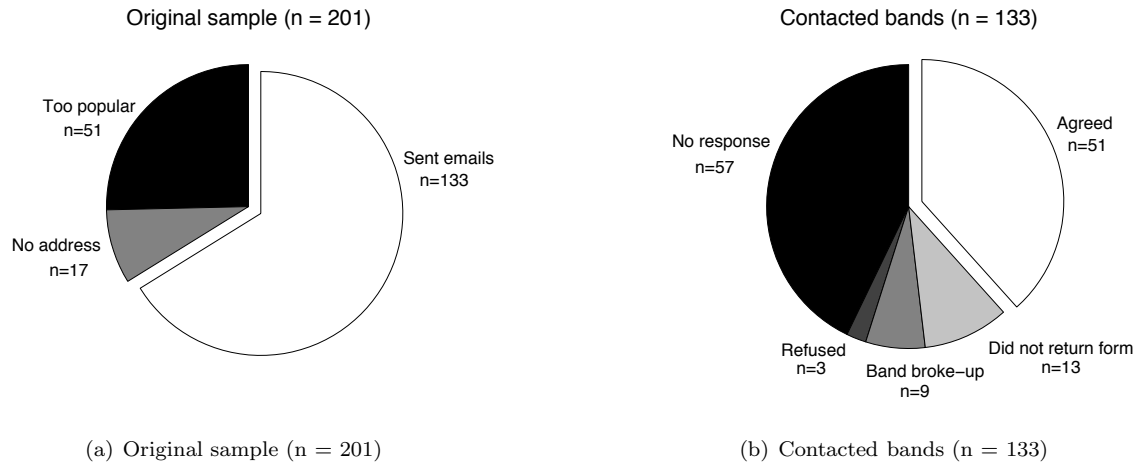 Original sample (n = 201)
Too popular
n=51
Sent emails
n=133
No address
n=17
(a) Original sample (n = 201)
Contacted bands (n = 133)
No response
n=57
Agreed
n=51
Refused
n=3
Band broke−up
n=9
Did not return form
n=13
(b) Contacted bands (n = 133)